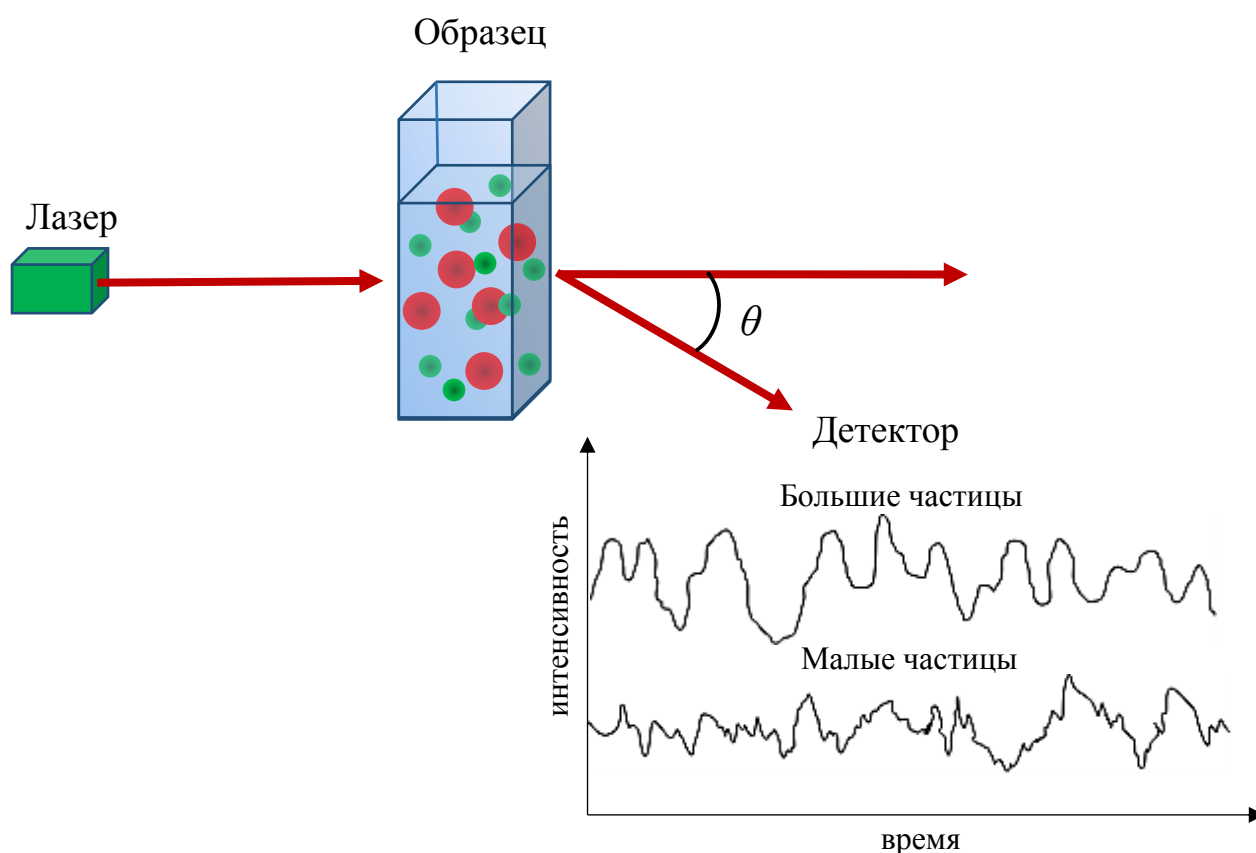 Образец
Лазер
θ
Детектор
Большие частицы
интенсивность
Малые частицы
время